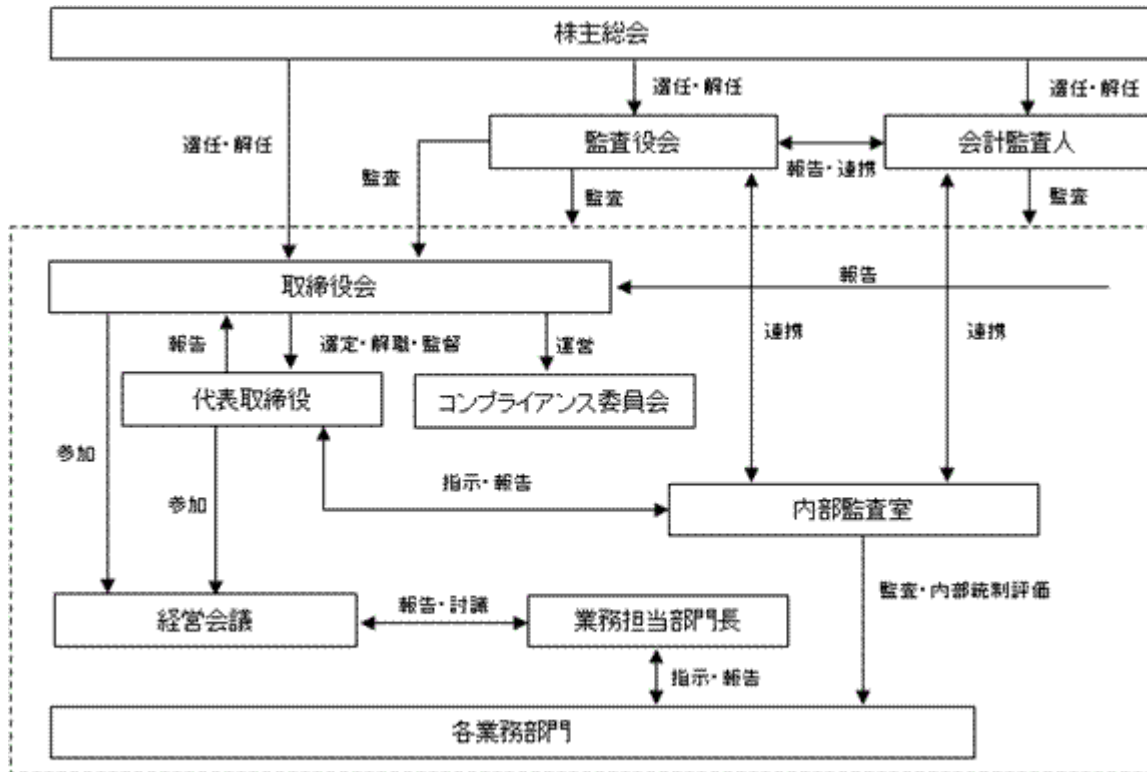 株主総会
選任・解任
選任・解任
選任・解任
監査役会
会計監査人
報告・連携
監査
監査
監査
取締役会
報告
報告
選定・解職・監督
運営
連携
連携
代表取締役
コンプライアンス委員会
参加
参加
指示・報告
内部監査室
監査・内部統制評価
経営会議
報告・討議
業務担当部門長
指示・報告
各業務部門